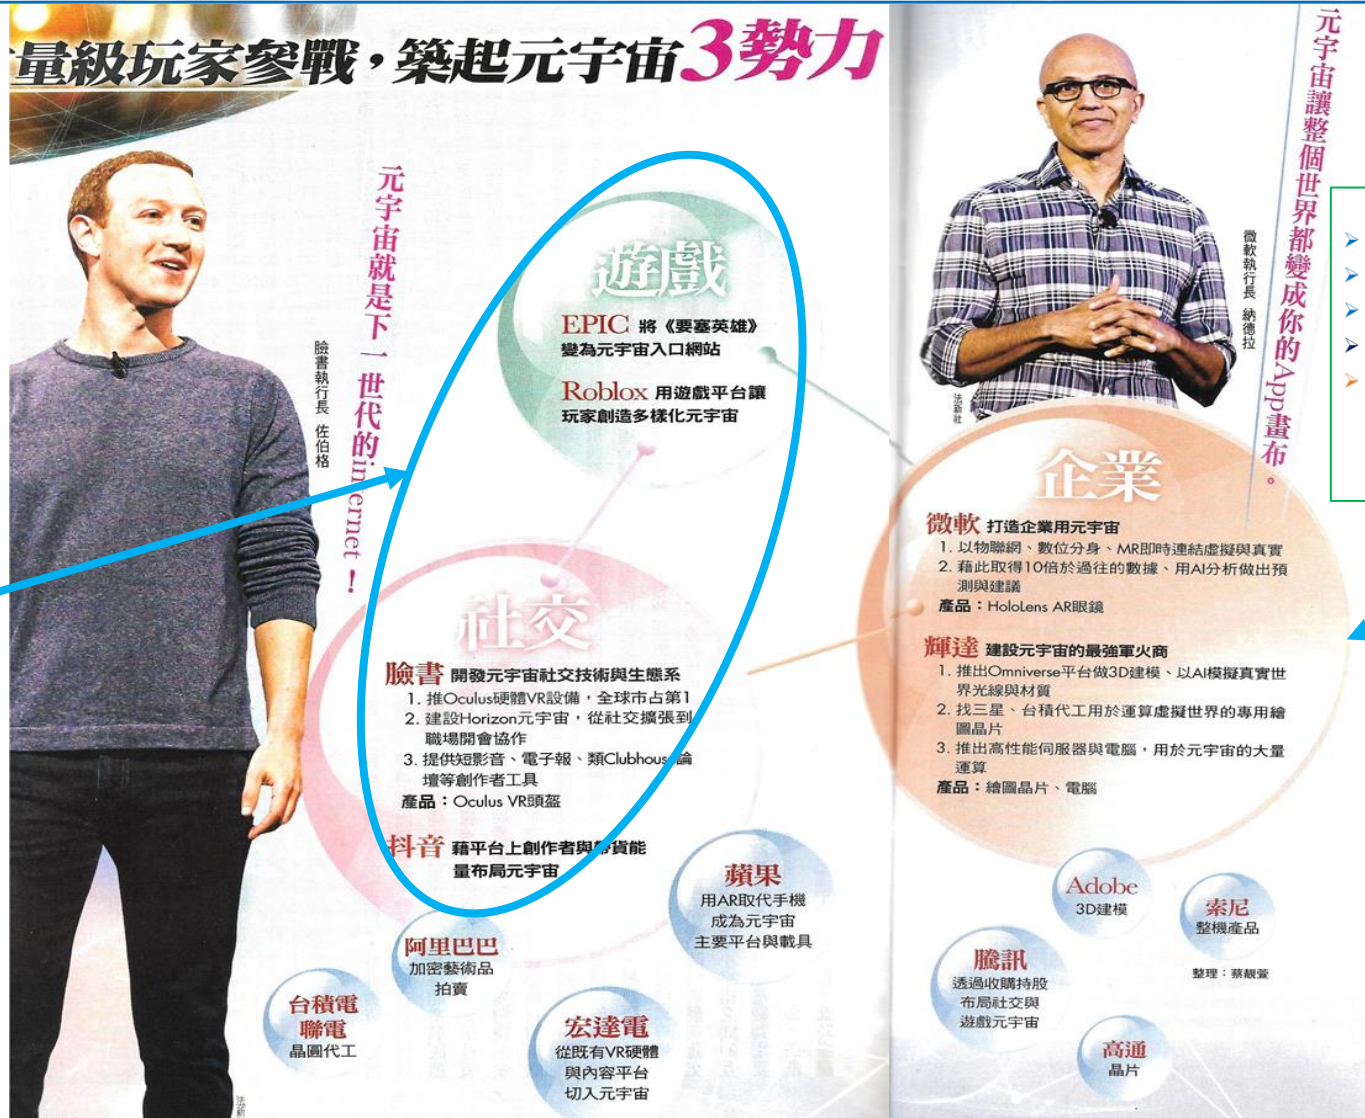 量級玩家參戰，築起元宇宙3勢力
元宇宙就是下一世代的internet！
臉書執行長 佐伯格
遊戲
EPIC 將《要塞英雄》
變為元宇宙入口網站
Roblox 用遊戲平台讓
玩家創造多樣化元宇宙
社交
臉書 開發元宇宙社交技術與生態系
1. 推Oculus硬體VR設備，全球市占第1
2. 建設Horizon元宇宙，從社交擴張到
職場開會協作
3. 提供短影音、電子報、類Clubhouse論
壇等創作者工具
產品：Oculus VR頭盔
抖音 藉平台上創作者與帶貨能
量布局元宇宙
蘋果
用AR取代手機
成為元宇宙
主要平台與載具
阿里巴巴
加密藝術品
拍賣
台積電
聯電
晶圓代工
宏達電
從既有VR硬體
與內容平台
切入元宇宙
法新
元宇宙讓整個世界都變成你的App畫布。
微軟執行長 納德拉
法新社
企業
微軟 打造企業用元宇宙
1. 以物聯網、數位分身、MR即時連結虛擬與真實
2. 藉此取得10倍於過往的數據、用AI分析做出預
測與建議
產品：HoloLens AR眼鏡
輝達 建設元宇宙的最強軍火商
1. 推出Omniverse平台做3D建模、以AI模擬真實世
界光線與材質
2. 找三星、台積代工用於運算虛擬世界的專用繪
圖晶片
3. 推出高性能伺服器與電腦，用於元宇宙的大量
運算
產品：繪圖晶片、電腦
Adobe
3D建模
索尼
整機產品
整理：蔡靚萱
騰訊
透過收購持股
布局社交與
遊戲元宇宙
高通
晶片